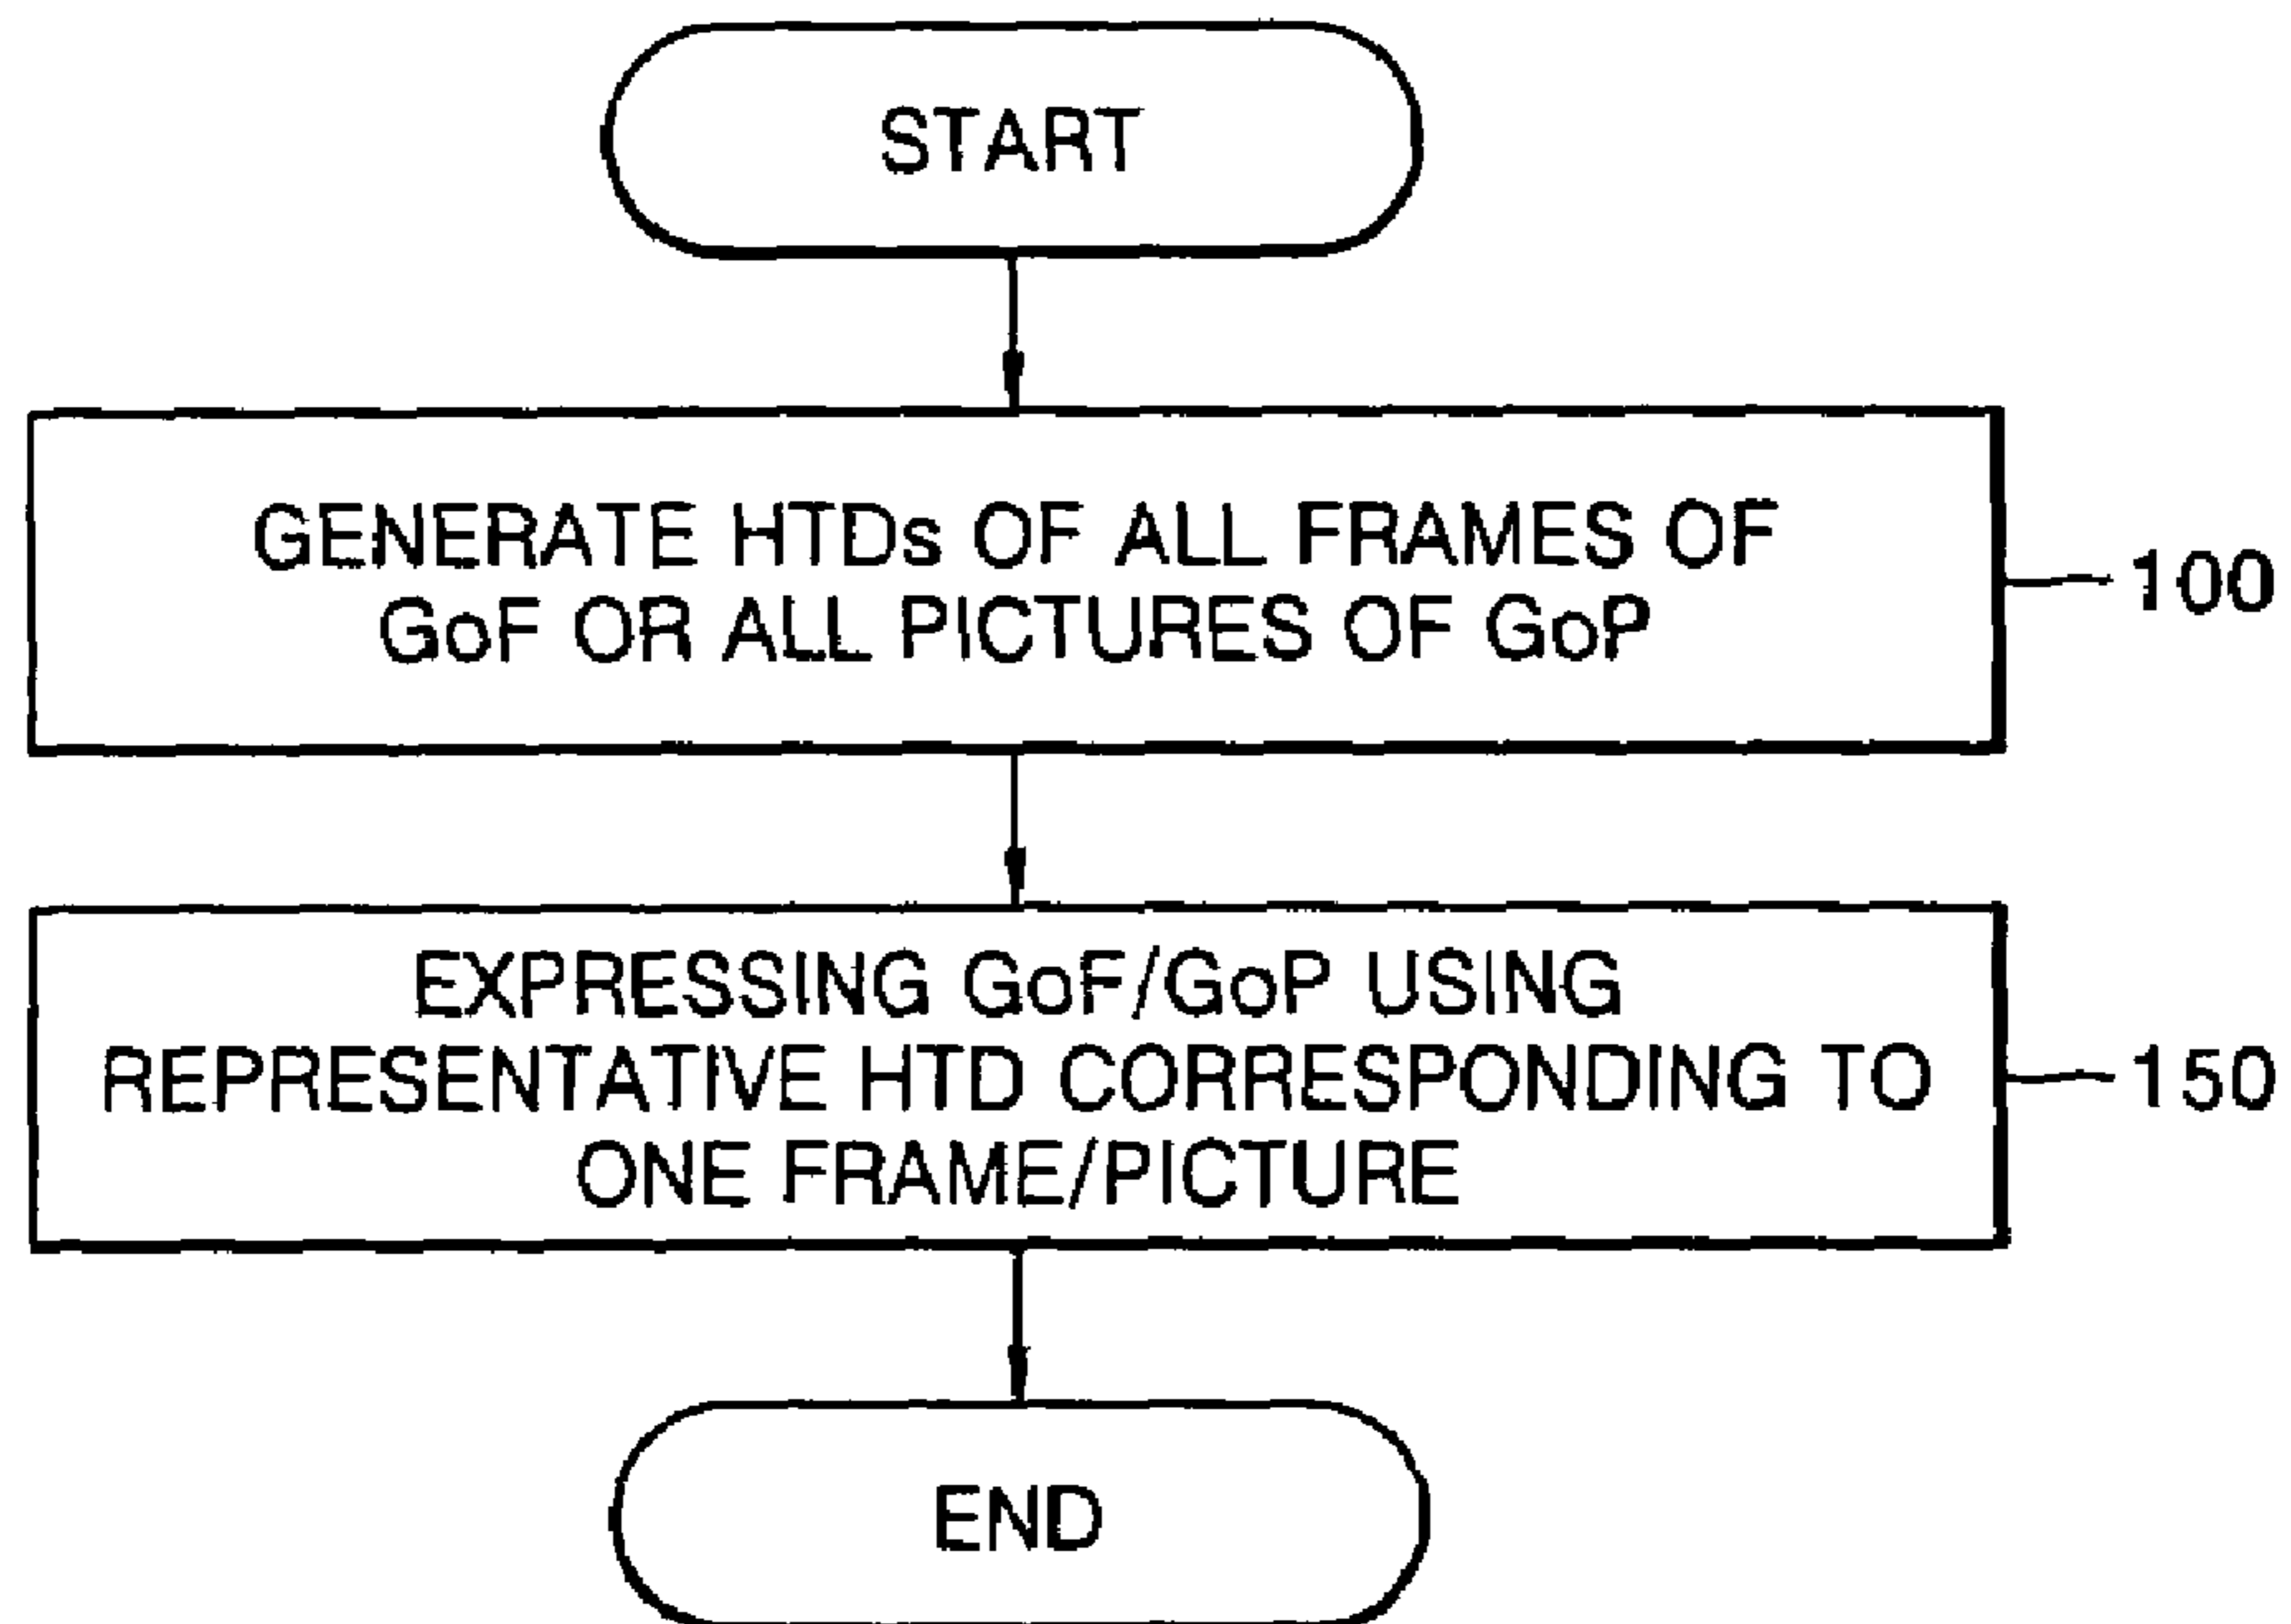 START
GENERATE HTDs OF ALL FRAMES OF
GoF OR ALL PICTURES OF GoP
100
EXPRESSING GoF/GoP USING
REPRESENTATIVE HTD CORRESPONDING TO
ONE FRAME/PICTURE
150
END